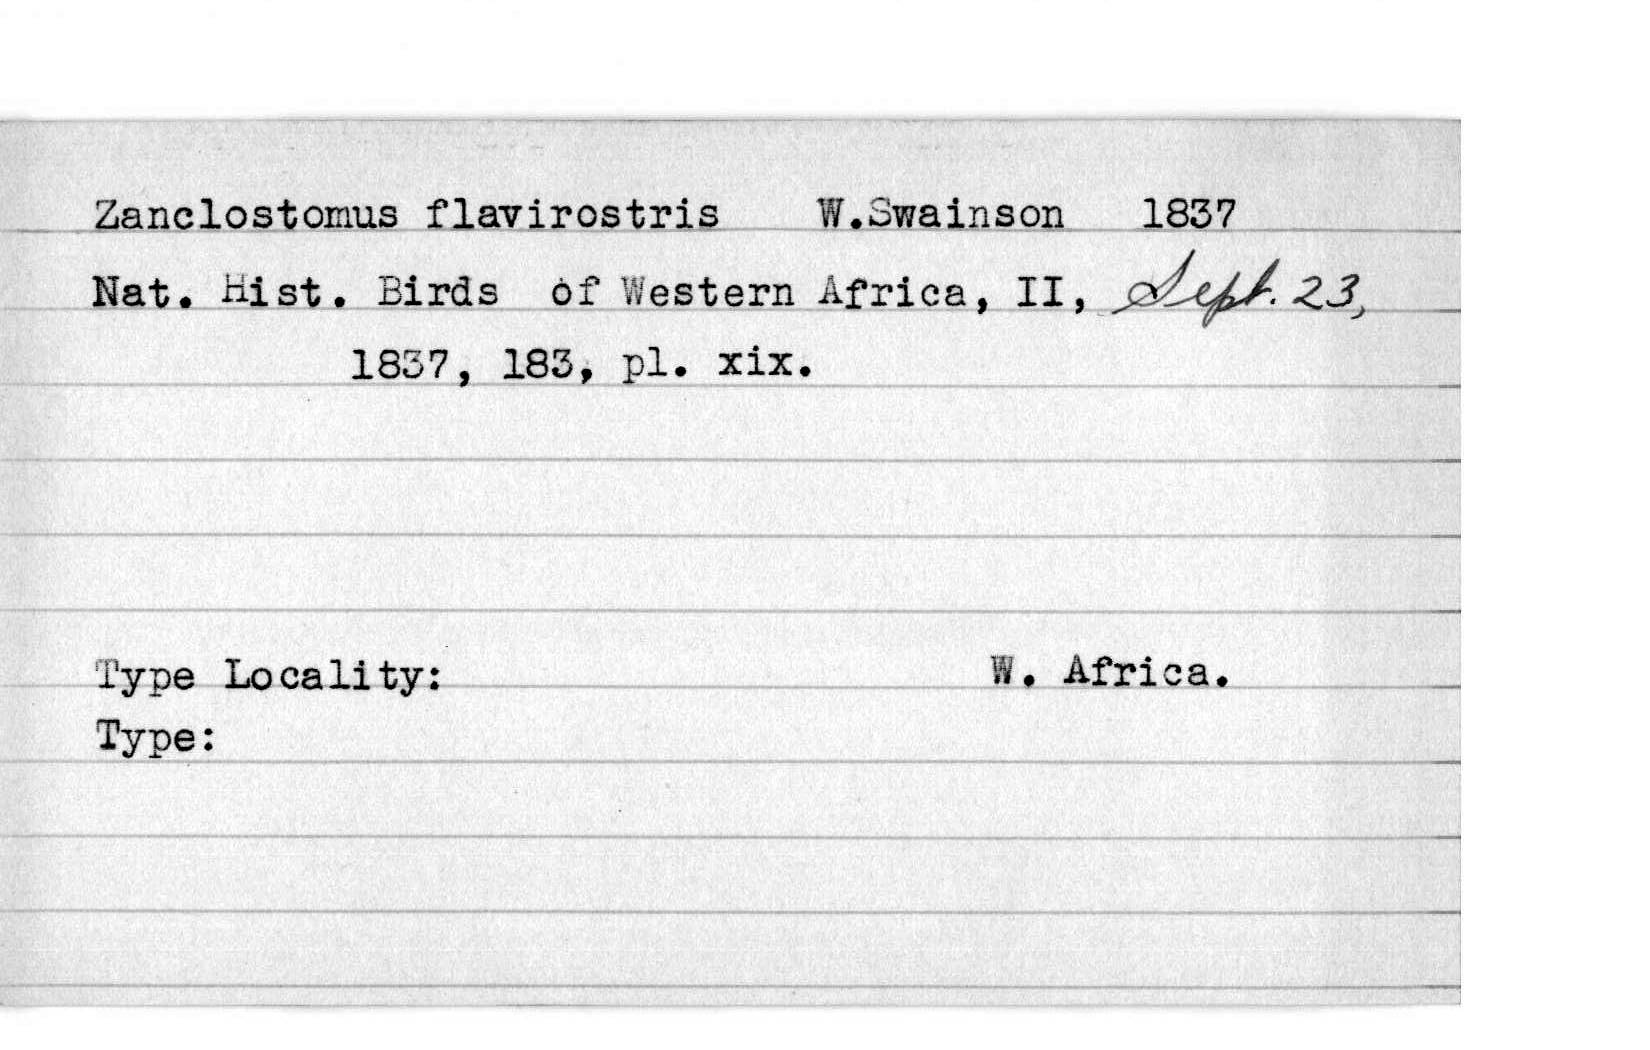 Zanclostomus flavirostris W.Swainson 1837
Nat. Hist. Birds of Western Africa, II, Sept. 23,
1837, 183, pl. xix.
Type Locality: W. Africa.
Type: